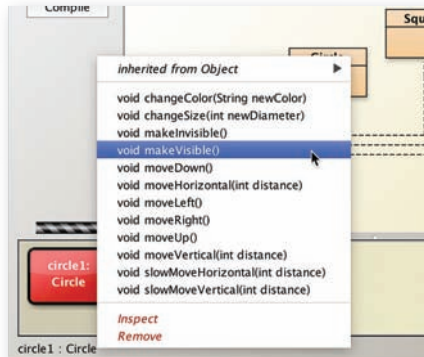 Compile
Squ
Circle
inherited from Object
void changeColor(String newColor)
void changeSize(int newDiameter)
void makeInvisible()
void makeVisible()
void moveDown()
void moveHorizontal(int distance)
void moveLeft()
void moveRight()
void moveUp()
void moveVertical(int distance)
void slowMoveHorizontal(int distance)
void slowMoveVertical(int distance)
Inspect
Remove
circle1:
Circle
circle1 : Circle